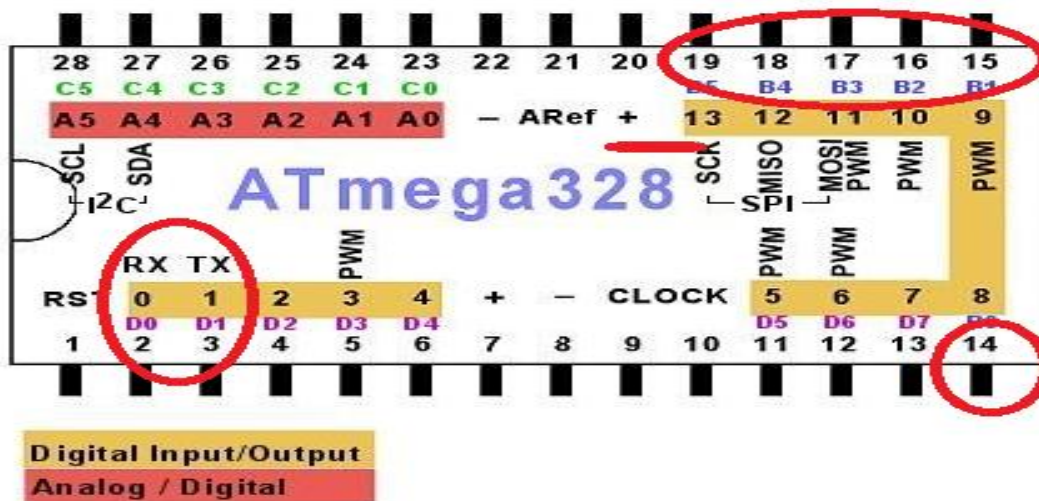 28 27 26 25 24 23 22 21 20 19 18 17 16 15
C5 C4 C3 C2 C1 C0 B5 B4 B3 B2 B1
A5 A4 A3 A2 A1 A0 – ARef + 13 12 11 10 9
SCL SDA SCK MISO MOSI PWM PWM PWM
I2C SPI
ATmega328
PWM PWM PWM
RX TX
RST 0 1 2 3 4 + – CLOCK 5 6 7 8
D0 D1 D2 D3 D4 D5 D6 D7
1 2 3 4 5 6 7 8 9 10 11 12 13 14
Digital Input/Output
Analog / Digital